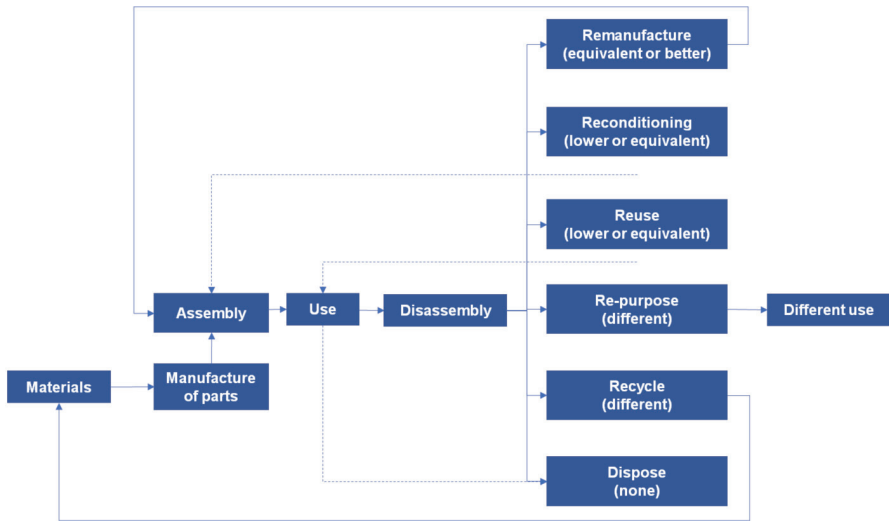 Remanufacture
(equivalent or better)
Reconditioning
(lower or equivalent)
Reuse
(lower or equivalent)
Assembly
Use
Disassembly
Re-purpose
(different)
Different use
Materials
Manufacture
of parts
Recycle
(different)
Dispose
(none)